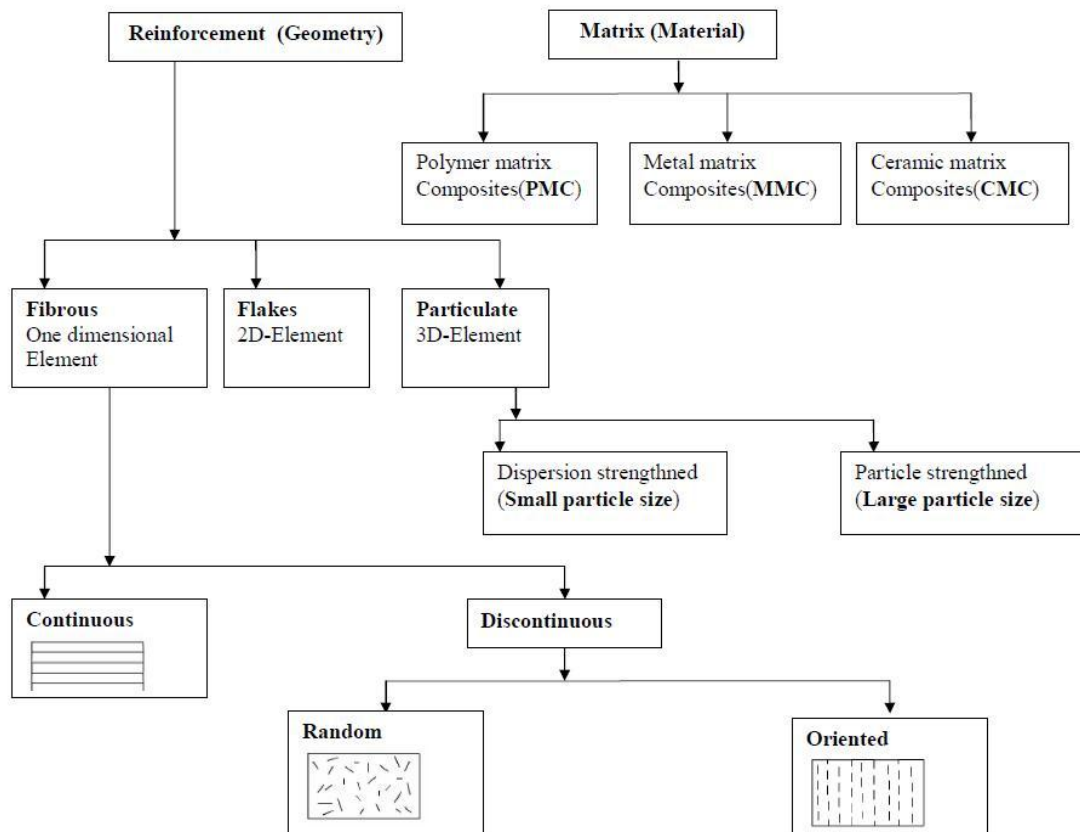 Reinforcement (Geometry)
Matrix (Material)
Polymer matrix
Composites(PMC)
Metal matrix
Composites(MMC)
Ceramic matrix
Composites(CMC)
Fibrous
One dimensional
Element
Flakes
2D-Element
Particulate
3D-Element
Dispersion strengthned
(Small particle size)
Particle strengthned
(Large particle size)
Continuous
Discontinuous
Random
Oriented